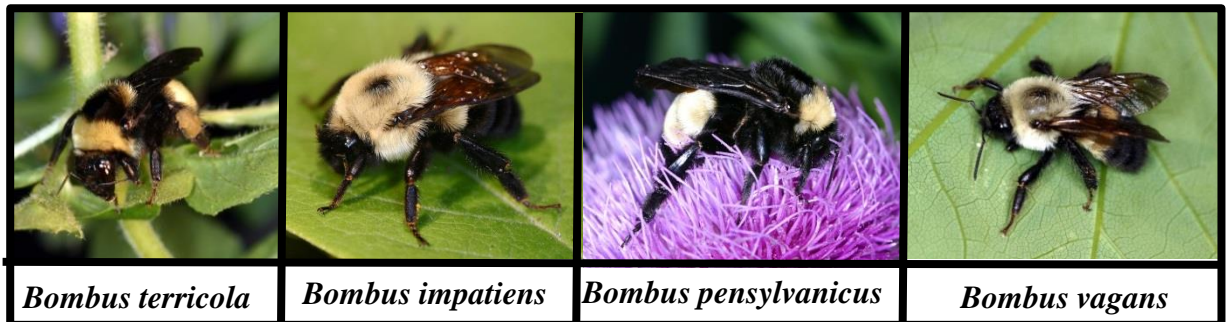 Bombus terricola
Bombus impatiens
Bombus pensylvanicus
Bombus vagans